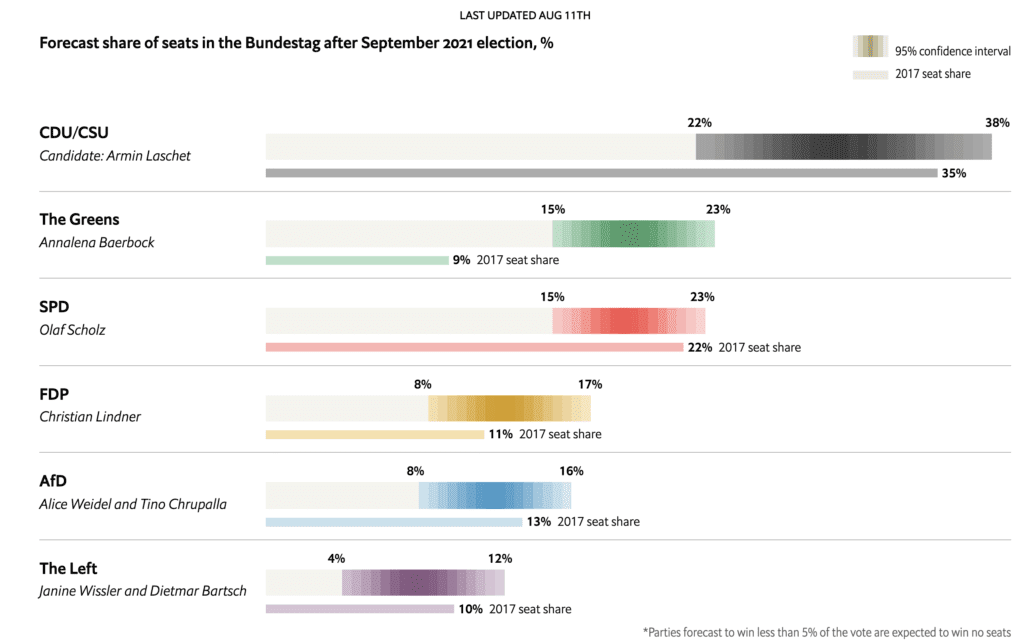 LAST UPDATED AUG 11TH
Forecast share of seats in the Bundestag after September 2021 election, %
95% confidence interval
2017 seat share
CDU/CSU
Candidate: Armin Laschet
22%
38%
35%
The Greens
Annalena Baerbock
15%
23%
9% 2017 seat share
SPD
Olaf Scholz
15%
23%
22% 2017 seat share
FDP
Christian Lindner
8%
17%
11% 2017 seat share
AfD
Alice Weidel and Tino Chrupalla
8%
16%
13% 2017 seat share
The Left
Janine Wissler and Dietmar Bartsch
4%
12%
10% 2017 seat share
*Parties forecast to win less than 5% of the vote are expected to win no seats